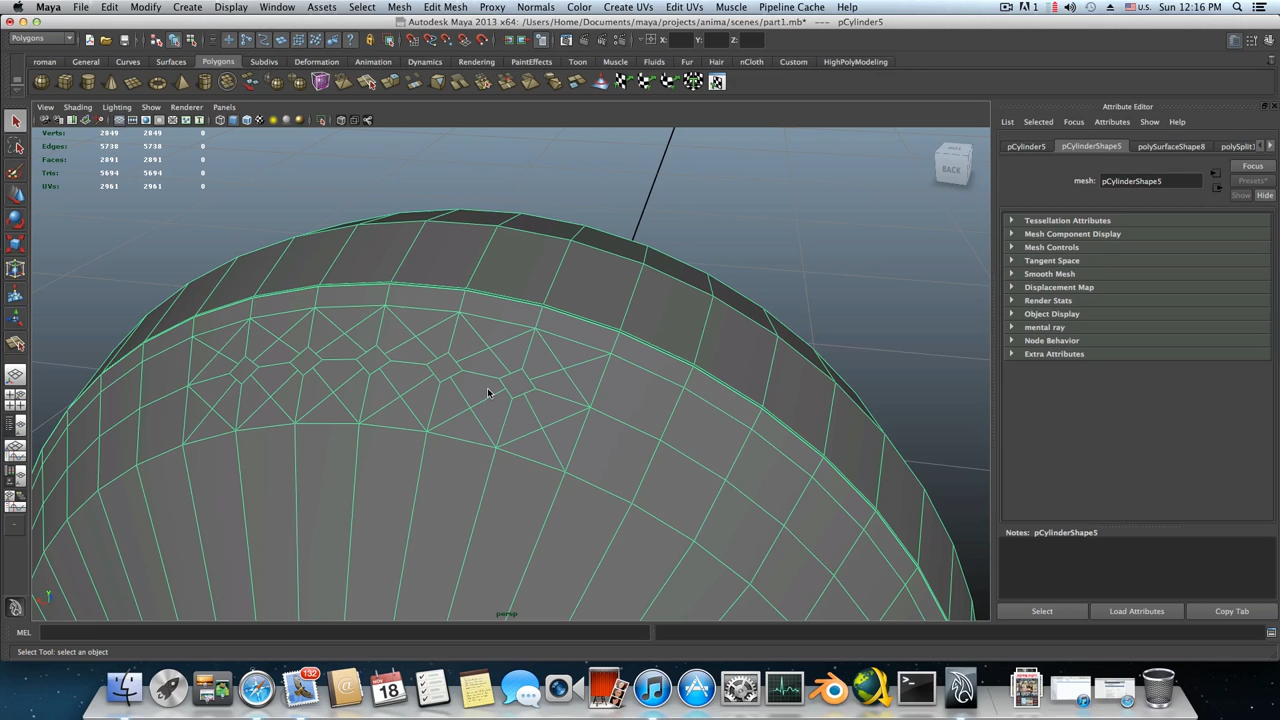 Maya File Edit Modify Create Display Window Assets Select Mesh Edit Mesh Proxy Normals Color Create UVs Edit UVs Muscle Pipeline Cache Help 1 U.S. Sun 12:16 PM
Autodesk Maya 2013 x64: /Users/Home/Documents/maya/projects/anima/scenes/part1.mb* --- pCylinder5
Polygons X: Y: Z:
roman General Curves Surfaces Polygons Subdivs Deformation Animation Dynamics Rendering PaintEffects Toon Muscle Fluids Fur Hair nCloth Custom HighPolyModeling
View Shading Lighting Show Renderer Panels
Attribute Editor
List Selected Focus Attributes Show Help
Verts: 2849 2849 0
Edges: 5738 5738 0
Faces: 2891 2891 0
Tris: 5694 5694 0
UVs: 2961 2961 0
BACK
pCylinder5 pCylinderShape5 polySurfaceShape8 polySplit1
mesh: pCylinderShape5
Focus
Presets*
Show Hide
Tessellation Attributes
Mesh Component Display
Mesh Controls
Tangent Space
Smooth Mesh
Displacement Map
Render Stats
Object Display
mental ray
Node Behavior
Extra Attributes
Notes: pCylinderShape5
persp
Select Load Attributes Copy Tab
MEL
Select Tool: select an object
132
NOV
18